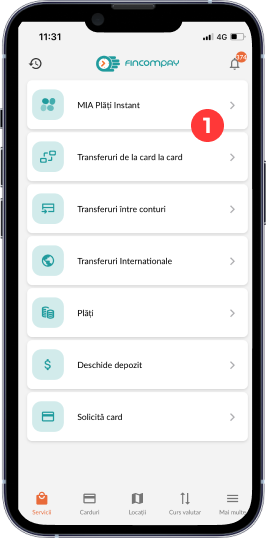 11:31
4G
FINCOMPAY
374
MIA Plăți Instant
1
Transferuri de la card la card
Transferuri între conturi
Transferuri Internationale
Plăți
Deschide depozit
Solicită card
Servicii
Carduri
Locații
Curs valutar
Mai multe